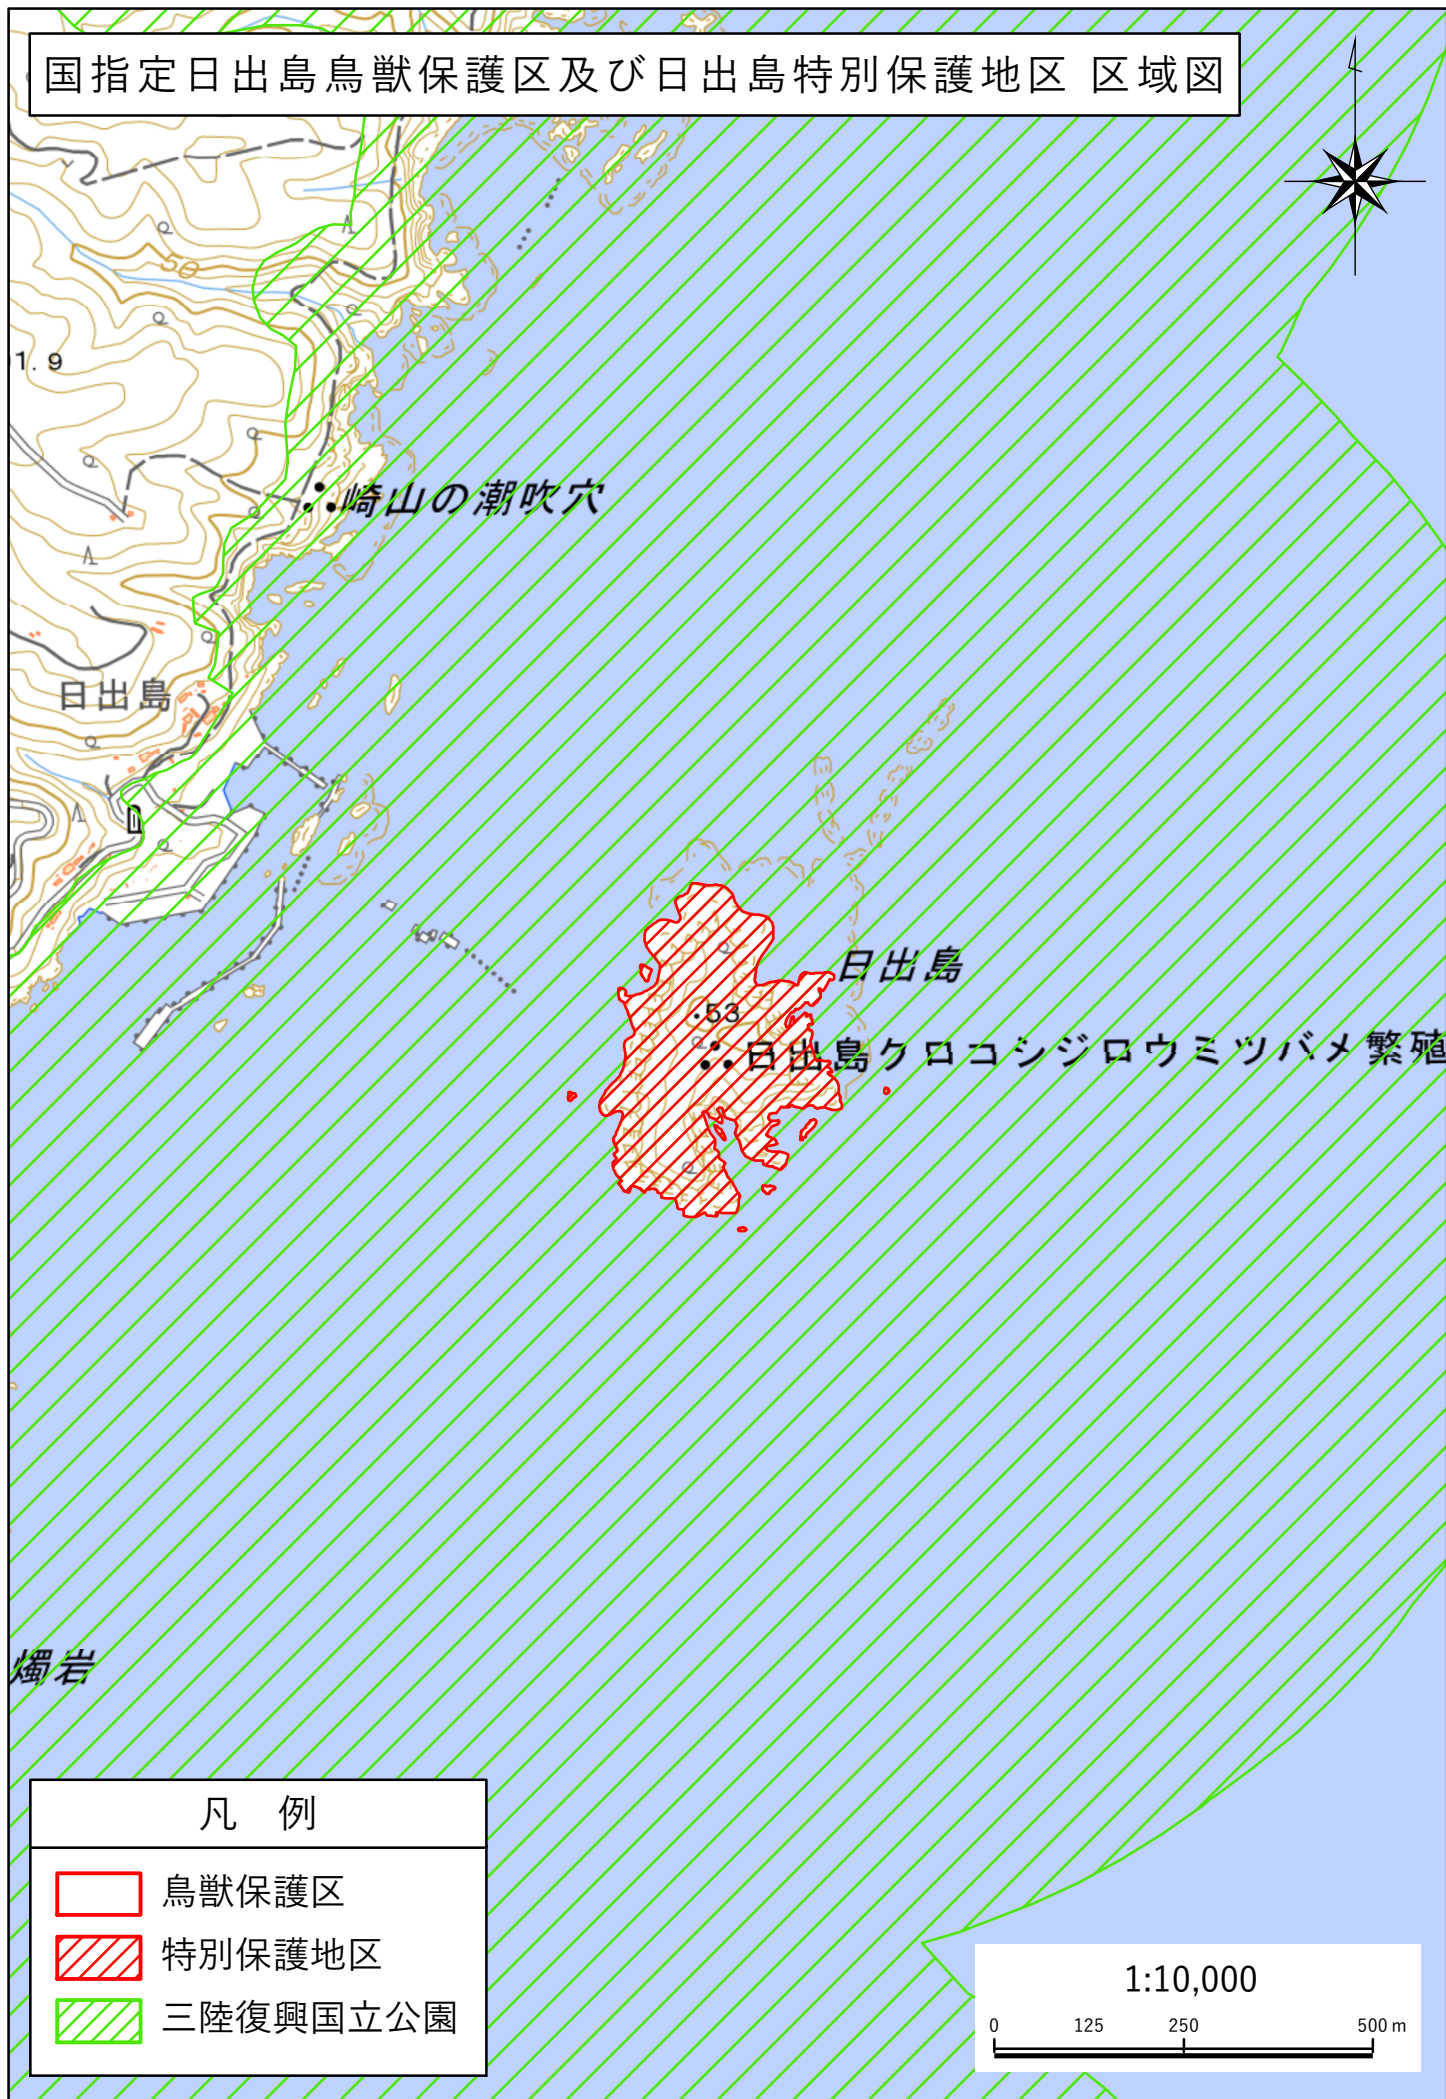 国指定日出島鳥獣保護区及び日出島特別保護地区 区域図
50
1.9
崎山の潮吹穴
日出島
日出島
・53
日出島クロコシジロウミツバメ繁殖
燭岩
凡 例
鳥獣保護区
特別保護地区
三陸復興国立公園
1:10,000
0 125 250 500 m